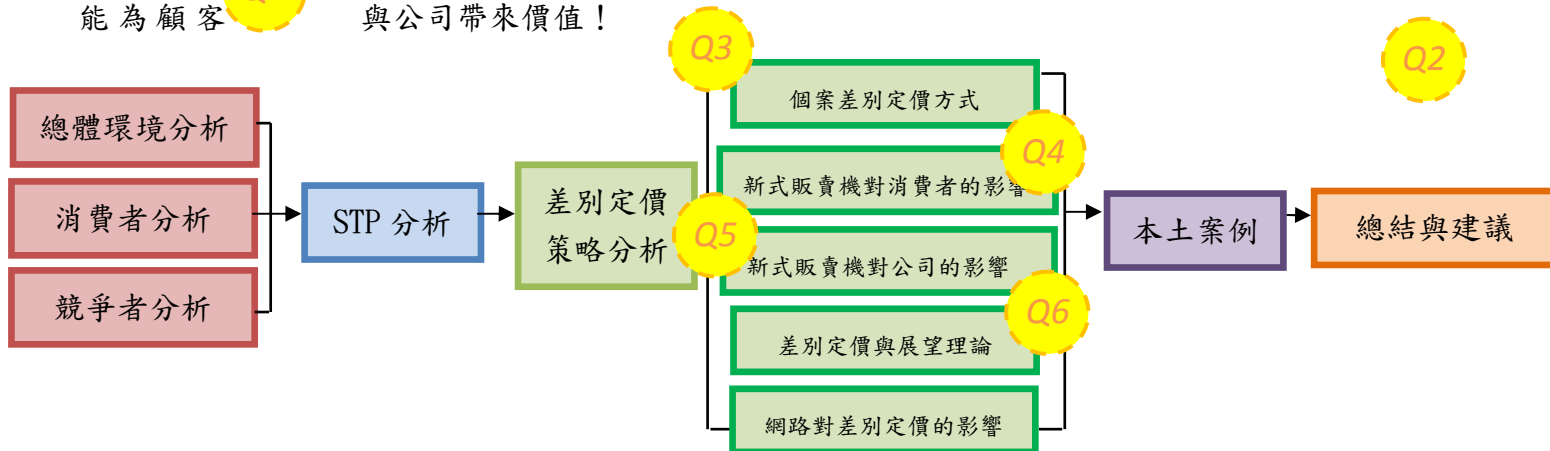 能為顧客 與公司帶來價值！
Q3
Q2
總體環境分析
消費者分析
競爭者分析
STP 分析
差別定價
策略分析
Q5
個案差別定價方式
Q4
新式販賣機對消費者的影響
新式販賣機對公司的影響
Q6
差別定價與展望理論
網路對差別定價的影響
本土案例
總結與建議